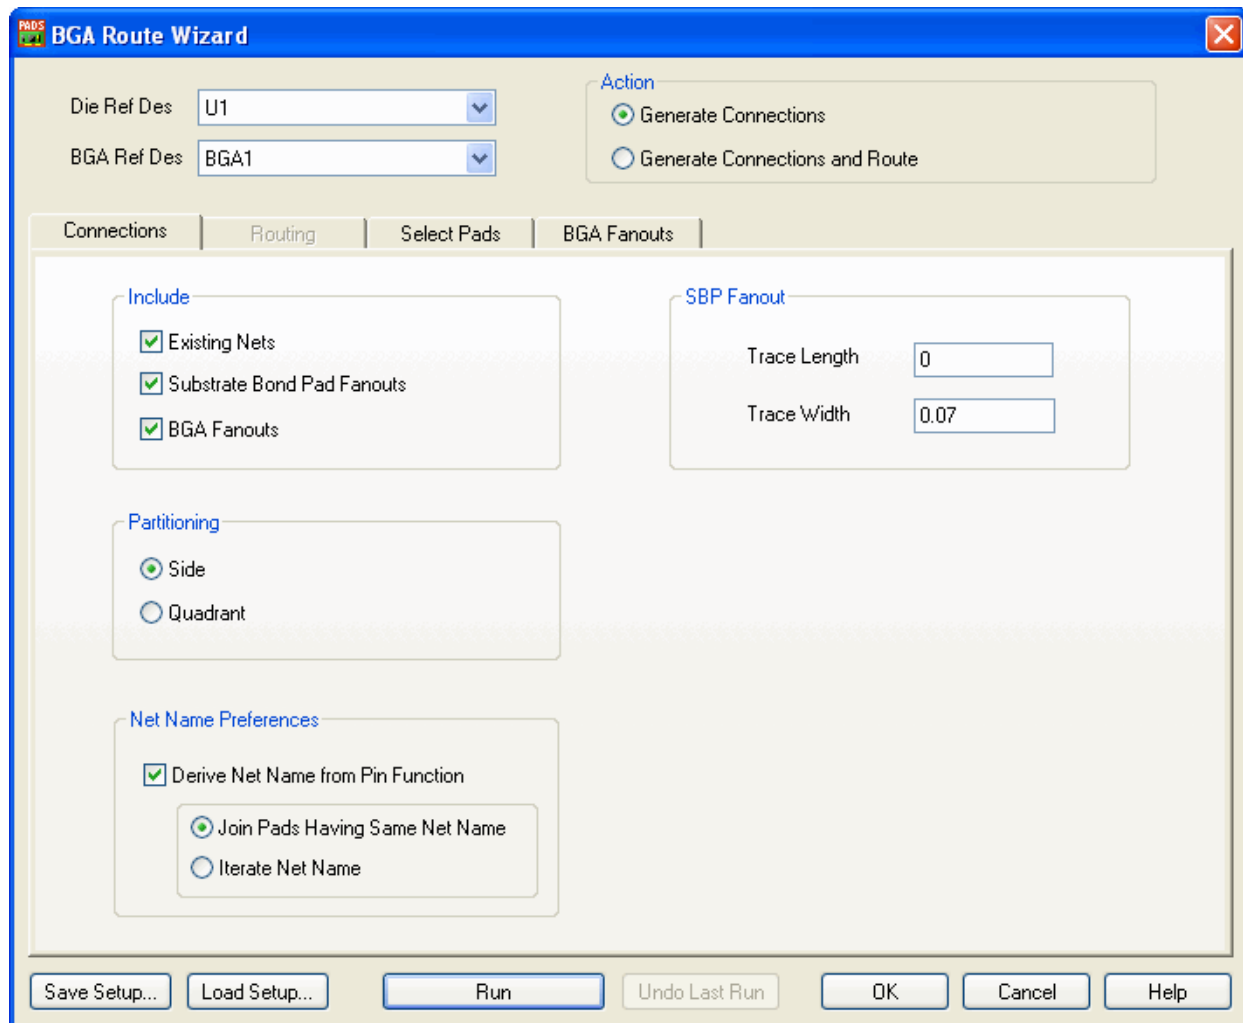 PADS
BGA Route Wizard
Die Ref Des U1
BGA Ref Des BGA1
Action
Generate Connections
Generate Connections and Route
Connections Routing Select Pads BGA Fanouts
Include
Existing Nets
Substrate Bond Pad Fanouts
BGA Fanouts
SBP Fanout
Trace Length 0
Trace Width 0.07
Partitioning
Side
Quadrant
Net Name Preferences
Derive Net Name from Pin Function
Join Pads Having Same Net Name
Iterate Net Name
Save Setup... Load Setup... Run Undo Last Run OK Cancel Help